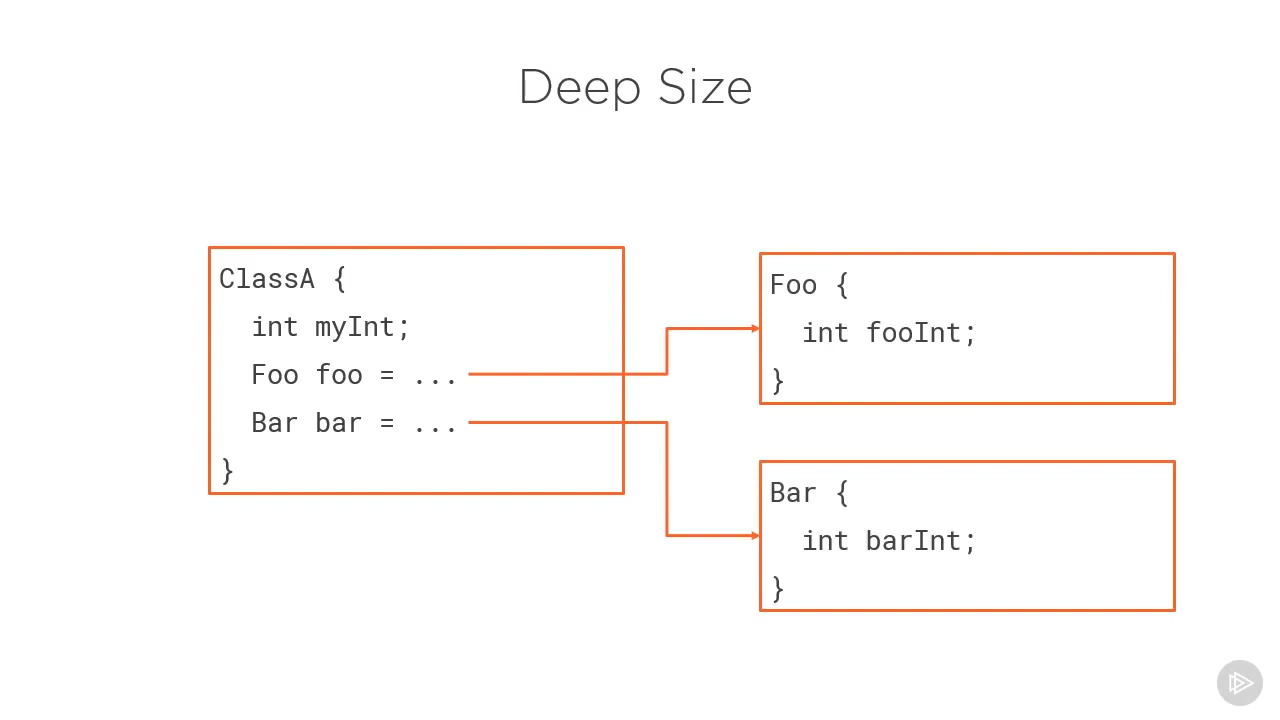 Deep Size
ClassA {
  int myInt;
  Foo foo = ...
  Bar bar = ...
}
Foo {
  int fooInt;
}
Bar {
  int barInt;
}